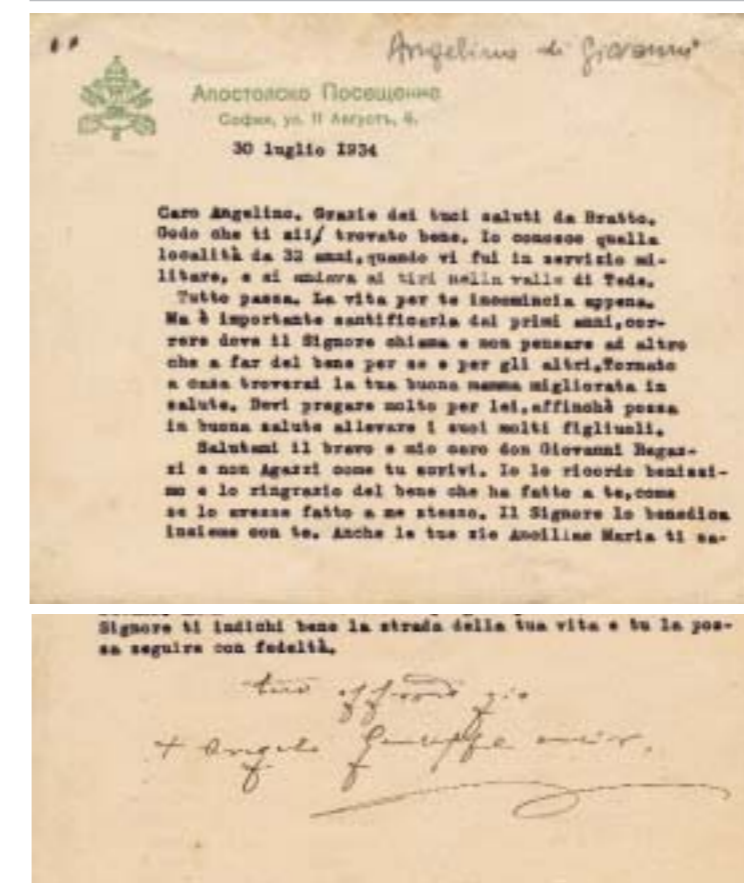 Angelino di Giovanni
Апостолско Посещение
София, ул. 11 Августъ, 6.
30 luglio 1934
Caro Angelino. Grazie dei tuoi saluti da Bratto.
Godo che ti sii/ trovato bene. Io conosco quella
località da 32 anni,quando vi fui in servizio mi-
litare, e si andava ai tiri nella valle di Tede.
Tutto passa. La vita per te incomincia appena.
Ma è importante santificarla dai primi anni,cor-
rere dove il Signore chiama e non pensare ad altro
che a far del bene per se e per gli altri.Tornato
a casa troverai la tua buona mamma migliorata in
salute. Devi pregare molto per lei,affinchè possa
in buona salute allevare i suoi molti figliuoli.
Salutami il bravo e mio caro don Giovanni Ragaz-
zi e non Agazzi come tu scrivi. Io lo ricordo benissi-
mo e lo ringrazio del bene che ha fatto a te,come
se lo avesse fatto a me stesso. Il Signore lo benedica
insieme con te. Anche le tue zie Ancilline Maria ti sa-
Signore ti indichi bene la strada della tua vita e tu la pos-
sa seguire con fedeltà.
tuo zio
+ Angelo Giuseppe